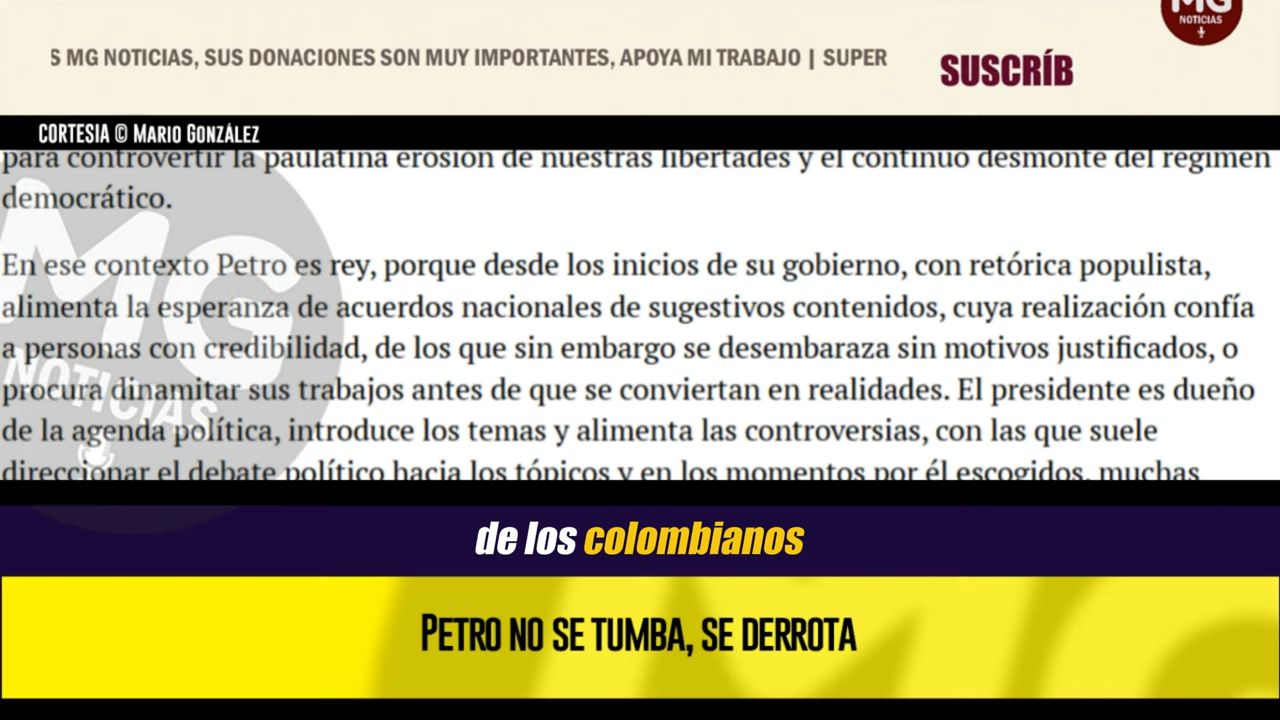 MG
NOTICIAS
S MG NOTICIAS, SUS DONACIONES SON MUY IMPORTANTES, APOYA MI TRABAJO | SUPER
SUSCRÍB
CORTESIA © MARIO GONZÁLEZ
para controvertir la paulatina erosión de nuestras libertades y el continuo desmonte del régimen
democrático.
En ese contexto Petro es rey, porque desde los inicios de su gobierno, con retórica populista,
alimenta la esperanza de acuerdos nacionales de sugestivos contenidos, cuya realización confía
a personas con credibilidad, de los que sin embargo se desembaraza sin motivos justificados, o
procura dinamitar sus trabajos antes de que se conviertan en realidades. El presidente es dueño
de la agenda política, introduce los temas y alimenta las controversias, con las que suele
direccionar el debate político hacia los tópicos y en los momentos por él escogidos, muchas
MG
NOTICIAS
de los colombianos
PETRO NO SE TUMBA, SE DERROTA